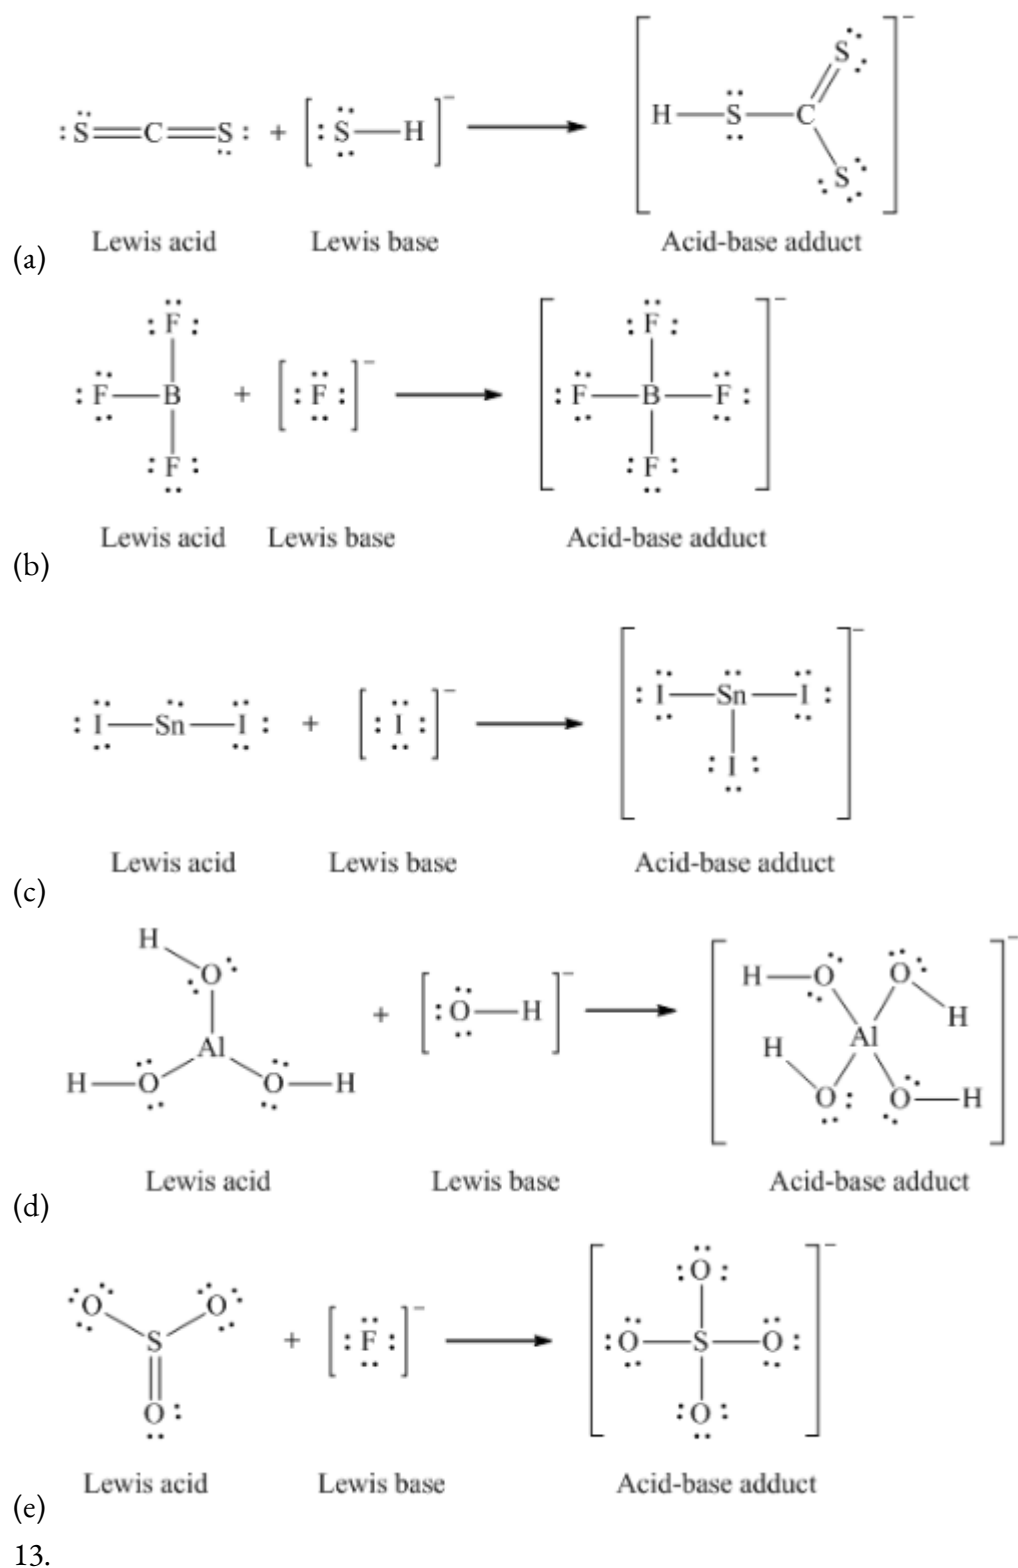 S C S + [ S H ]− H S C S S −
Lewis acid Lewis base Acid-base adduct
(a)
F F
F B + [ F ]− F B F −
F F
Lewis acid Lewis base Acid-base adduct
(b)
I Sn I + [ I ]− I Sn I −
I
Lewis acid Lewis base Acid-base adduct
(c)
H
O H O O −
Al + [ O H ]− H Al H
H O O H O O H
Lewis acid Lewis base Acid-base adduct
(d)
O O O −
S + [ F ]− O S O
O O
Lewis acid Lewis base Acid-base adduct
(e)
13.